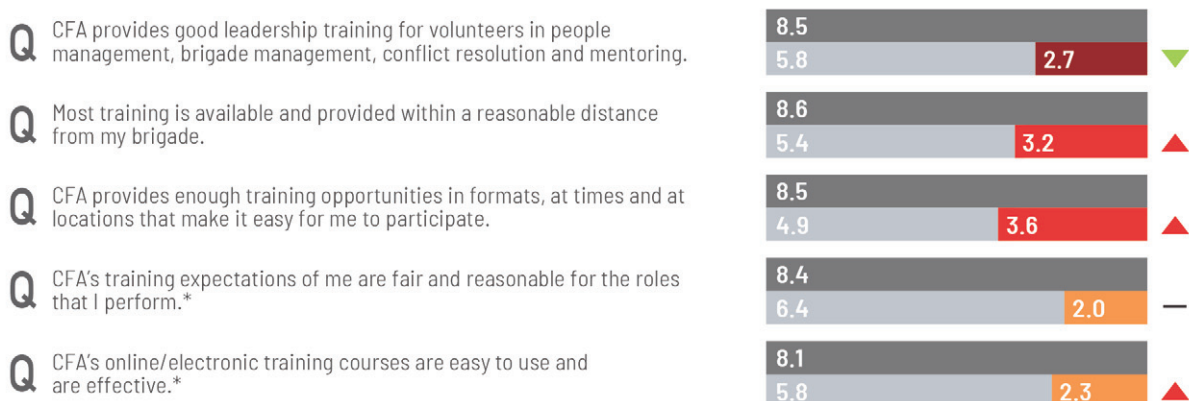 Q
CFA provides good leadership training for volunteers in people
management, brigade management, conflict resolution and mentoring.
8.5
5.8 2.7
Q
Most training is available and provided within a reasonable distance
from my brigade.
8.6
5.4 3.2
Q
CFA provides enough training opportunities in formats, at times and at
locations that make it easy for me to participate.
8.5
4.9 3.6
Q
CFA’s training expectations of me are fair and reasonable for the roles
that I perform.*
8.4
6.4 2.0
Q
CFA’s online/electronic training courses are easy to use and
are effective.*
8.1
5.8 2.3